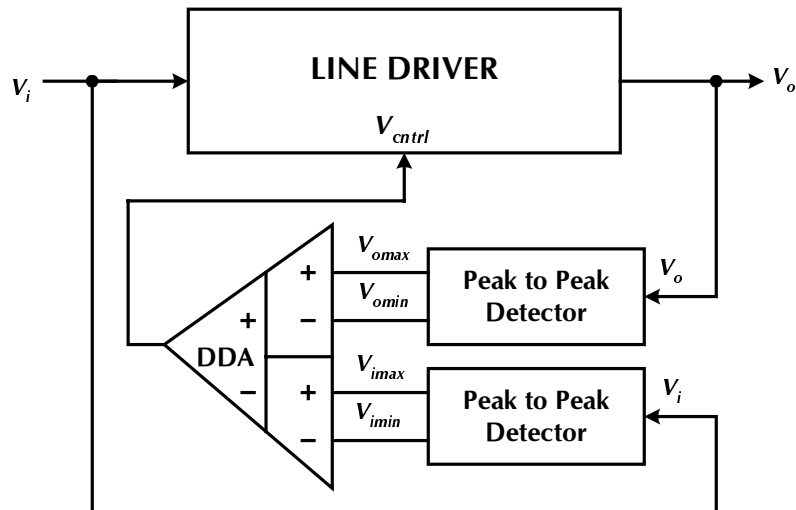 LINE DRIVER
V_i
V_o
V_cntrl
V_omax
V_omin
+
−
Peak to Peak
Detector
V_o
+
−
DDA
V_imax
V_imin
+
−
Peak to Peak
Detector
V_i